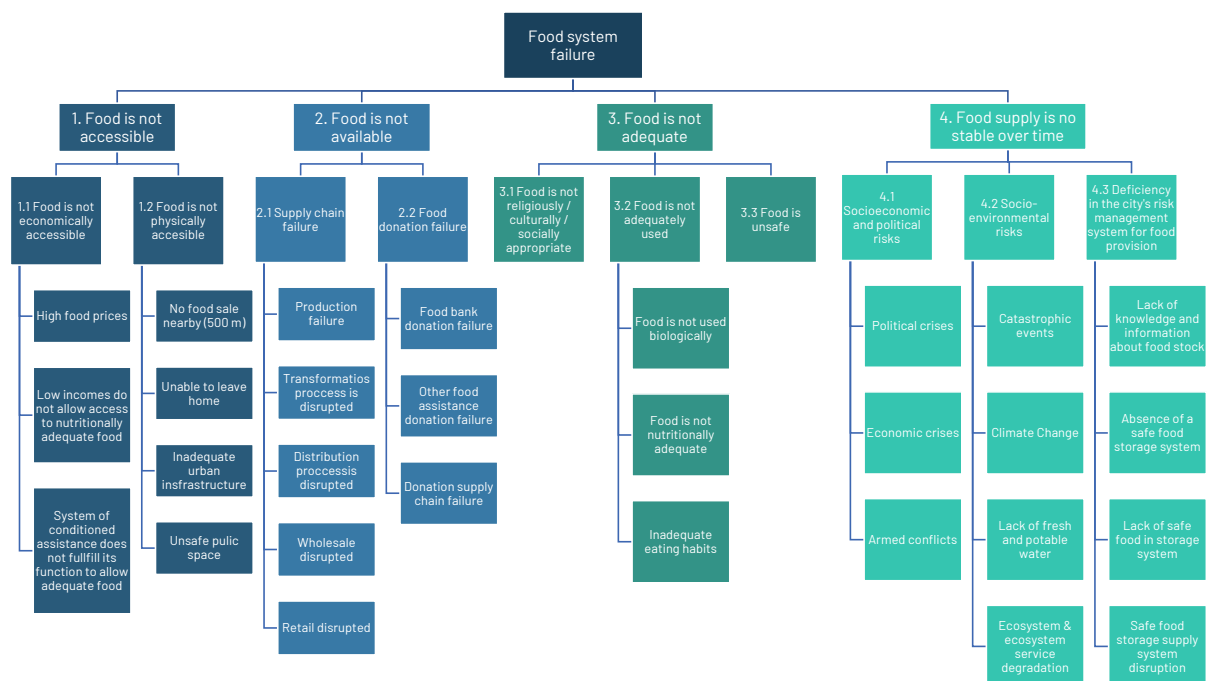 Food system
failure
1. Food is not
accessible
2. Food is not
available
3. Food is not
adequate
4. Food supply is no
stable over time
1.1 Food is not
economically
accessible
1.2 Food is not
physically
accesible
2.1 Supply chain
failure
2.2 Food
donation failure
3.1 Food is not
religiously /
culturally /
socially
appropriate
3.2 Food is not
adequately
used
3.3 Food is
unsafe
4.1
Socioeconomic
and political
risks
4.2 Socio-
environmental
risks
4.3 Deficiency
in the city's risk
management
system for food
provision
High food prices
Low incomes do
not allow access
to nutritionally
adequate food
System of
conditioned
assistance does
not fullfill its
function to allow
adequate food
No food sale
nearby (500 m)
Unable to leave
home
Inadequate
urban
insfrastructure
Unsafe pulic
space
Production
failure
Transformatios
proccess is
disrupted
Distribution
proccessis
disrupted
Wholesale
disrupted
Retail disrupted
Food bank
donation failure
Other food
assistance
donation failure
Donation supply
chain failure
Food is not used
biologically
Food is not
nutritionally
adequate
Inadequate
eating habits
Political crises
Economic crises
Armed conflicts
Catastrophic
events
Climate Change
Lack of fresh
and potable
water
Ecosystem &
ecosystem
service
degradation
Lack of
knowledge and
information
about food stock
Absence of a
safe food
storage system
Lack of safe
food in storage
system
Safe food
storage supply
system
disruption